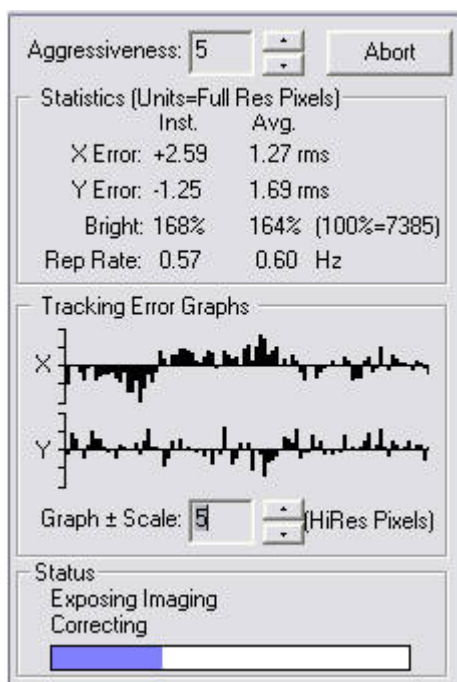 Aggressiveness: 5 Abort
Statistics (Units=Full Res Pixels)
Inst. Avg.
X Error: +2.59 1.27 rms
Y Error: -1.25 1.69 rms
Bright: 168% 164% (100%=7385)
Rep Rate: 0.57 0.60 Hz
Tracking Error Graphs
X
Y
Graph ± Scale: 5 (HiRes Pixels)
Status
Exposing Imaging
Correcting